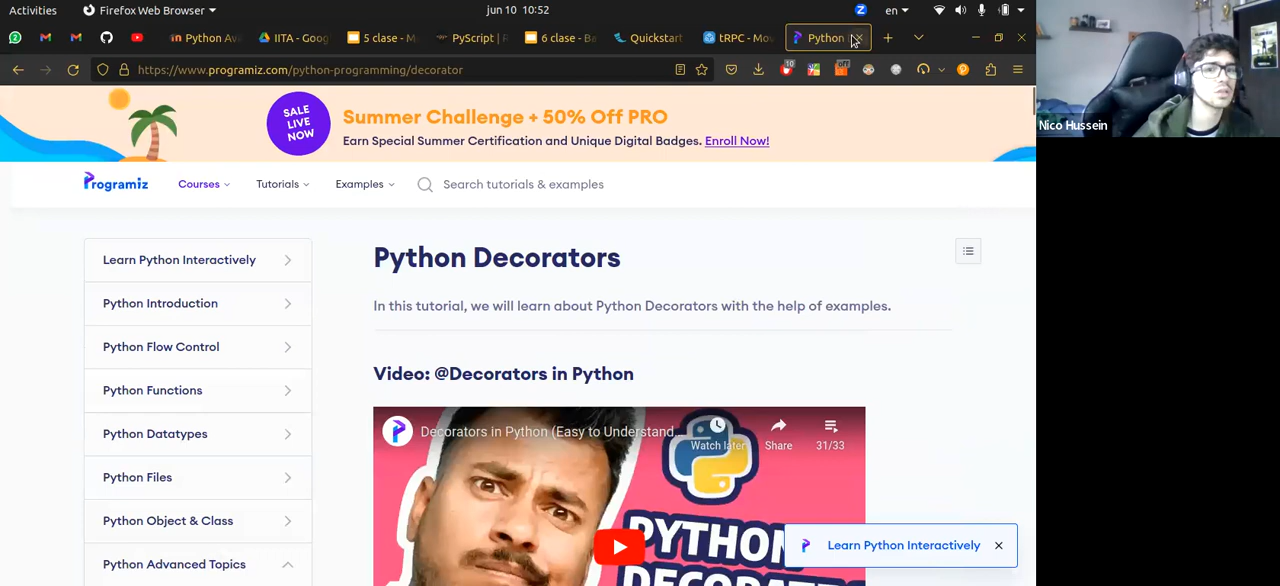 Activities
Firefox Web Browser
jun 10 10:52
en
Python Av
IITA - Goog
5 clase - M
PyScript | R
6 clase - Ba
Quickstart
tRPC - Mov
Python
https://www.programiz.com/python-programming/decorator
10
off
SALE
LIVE
NOW
Summer Challenge + 50% Off PRO
Earn Special Summer Certification and Unique Digital Badges. Enroll Now!
Programiz
Courses
Tutorials
Examples
Search tutorials & examples
Learn Python Interactively
Python Introduction
Python Flow Control
Python Functions
Python Datatypes
Python Files
Python Object & Class
Python Advanced Topics
Python Decorators
In this tutorial, we will learn about Python Decorators with the help of examples.
Video: @Decorators in Python
Decorators in Python (Easy to Understand...
Watch later
Share
31/33
PYTHON
Learn Python Interactively
Nico Hussein